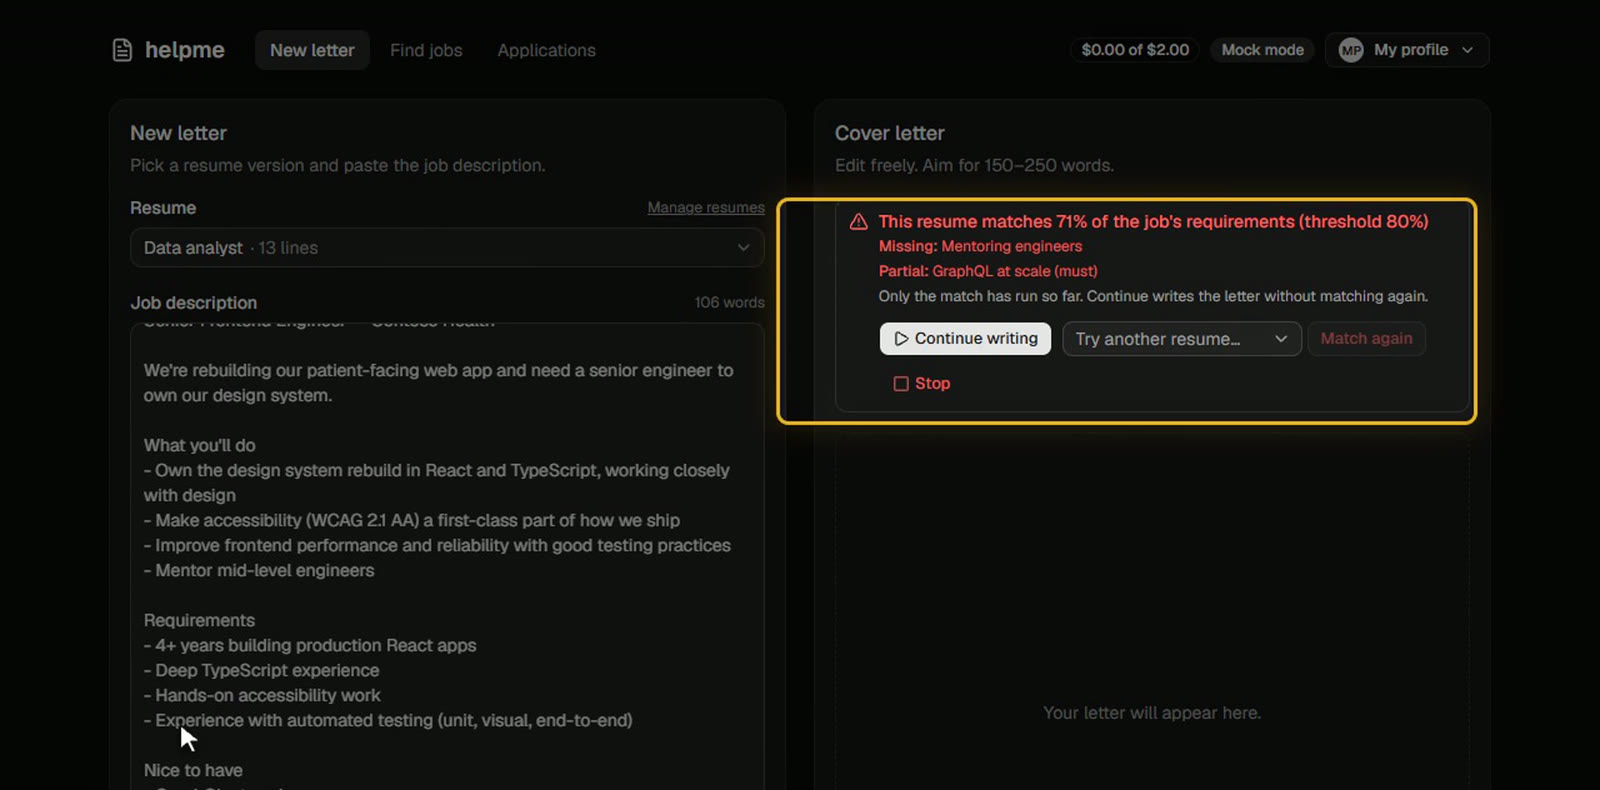 helpme
New letter
Find jobs
Applications
$0.00 of $2.00
Mock mode
MP
My profile
New letter
Pick a resume version and paste the job description.
Resume
Manage resumes
Data analyst · 13 lines
Job description
106 words
We're rebuilding our patient-facing web app and need a senior engineer to
own our design system.
What you'll do
- Own the design system rebuild in React and TypeScript, working closely
with design
- Make accessibility (WCAG 2.1 AA) a first-class part of how we ship
- Improve frontend performance and reliability with good testing practices
- Mentor mid-level engineers
Requirements
- 4+ years building production React apps
- Deep TypeScript experience
- Hands-on accessibility work
- Experience with automated testing (unit, visual, end-to-end)
Nice to have
Cover letter
Edit freely. Aim for 150–250 words.
This resume matches 71% of the job's requirements (threshold 80%)
Missing: Mentoring engineers
Partial: GraphQL at scale (must)
Only the match has run so far. Continue writes the letter without matching again.
Continue writing
Try another resume...
Match again
Stop
Your letter will appear here.